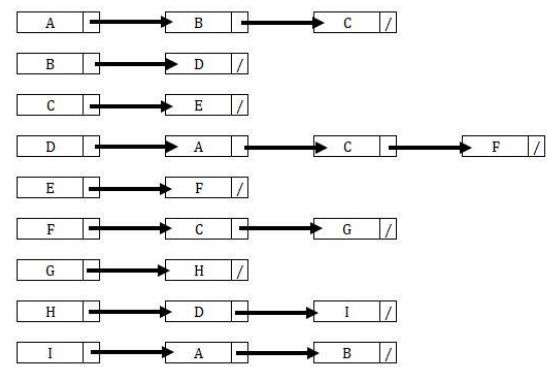 A B C /
B D /
C E /
D A C F /
E F /
F C G /
G H /
H D I /
I A B /